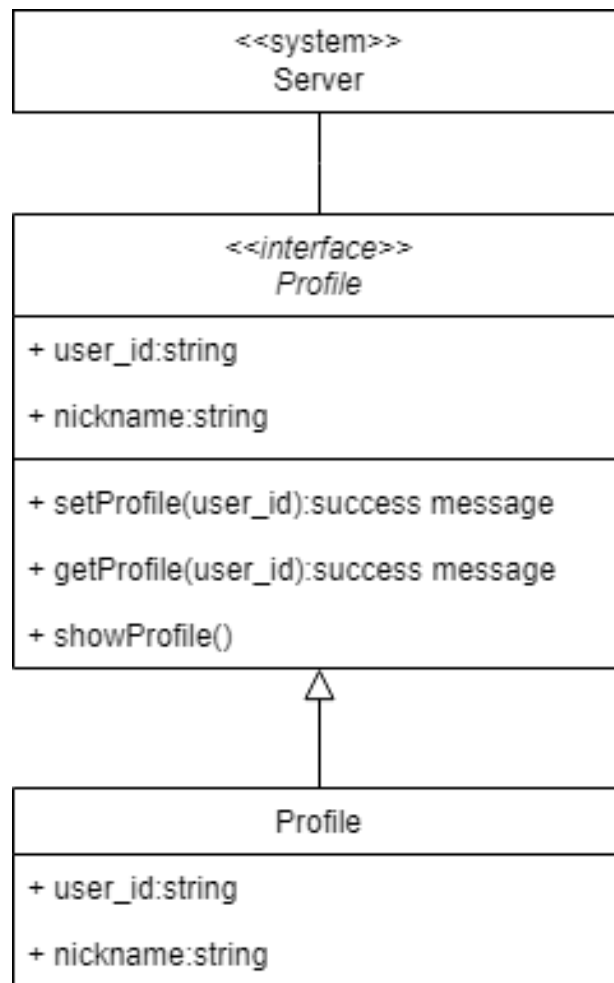 <<system>>
Server
<<interface>>
Profile
+ user_id:string
+ nickname:string
+ setProfile(user_id):success message
+ getProfile(user_id):success message
+ showProfile()
Profile
+ user_id:string
+ nickname:string